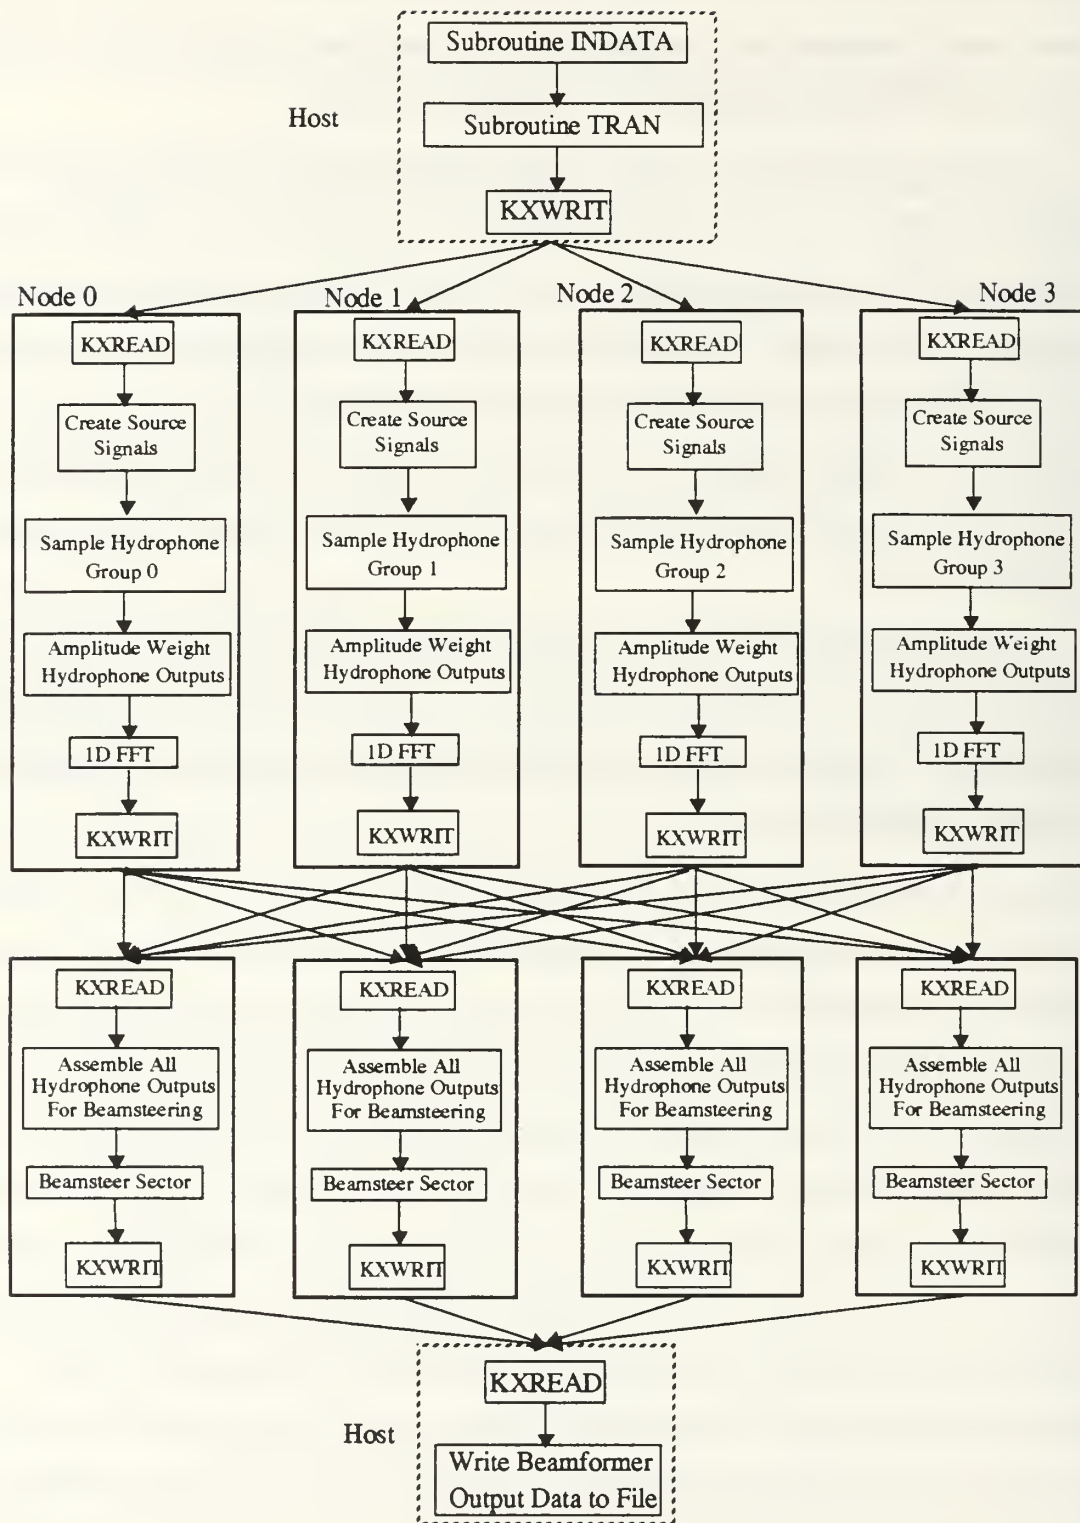 Subroutine INDATA
Host
Subroutine TRAN
KXWRIT
Node 0
Node 1
Node 2
Node 3
KXREAD
KXREAD
KXREAD
KXREAD
Create Source
Signals
Create Source
Signals
Create Source
Signals
Create Source
Signals
Sample Hydrophone
Group 0
Sample Hydrophone
Group 1
Sample Hydrophone
Group 2
Sample Hydrophone
Group 3
Amplitude Weight
Hydrophone Outputs
Amplitude Weight
Hydrophone Outputs
Amplitude Weight
Hydrophone Outputs
Amplitude Weight
Hydrophone Outputs
1D FFT
1D FFT
1D FFT
1D FFT
KXWRIT
KXWRIT
KXWRIT
KXWRIT
KXREAD
KXREAD
KXREAD
KXREAD
Assemble All
Hydrophone Outputs
For Beamsteering
Assemble All
Hydrophone Outputs
For Beamsteering
Assemble All
Hydrophone Outputs
For Beamsteering
Assemble All
Hydrophone Outputs
For Beamsteering
Beamsteer Sector
Beamsteer Sector
Beamsteer Sector
Beamsteer Sector
KXWRIT
KXWRIT
KXWRIT
KXWRIT
KXREAD
Host
Write Beamformer
Output Data to File